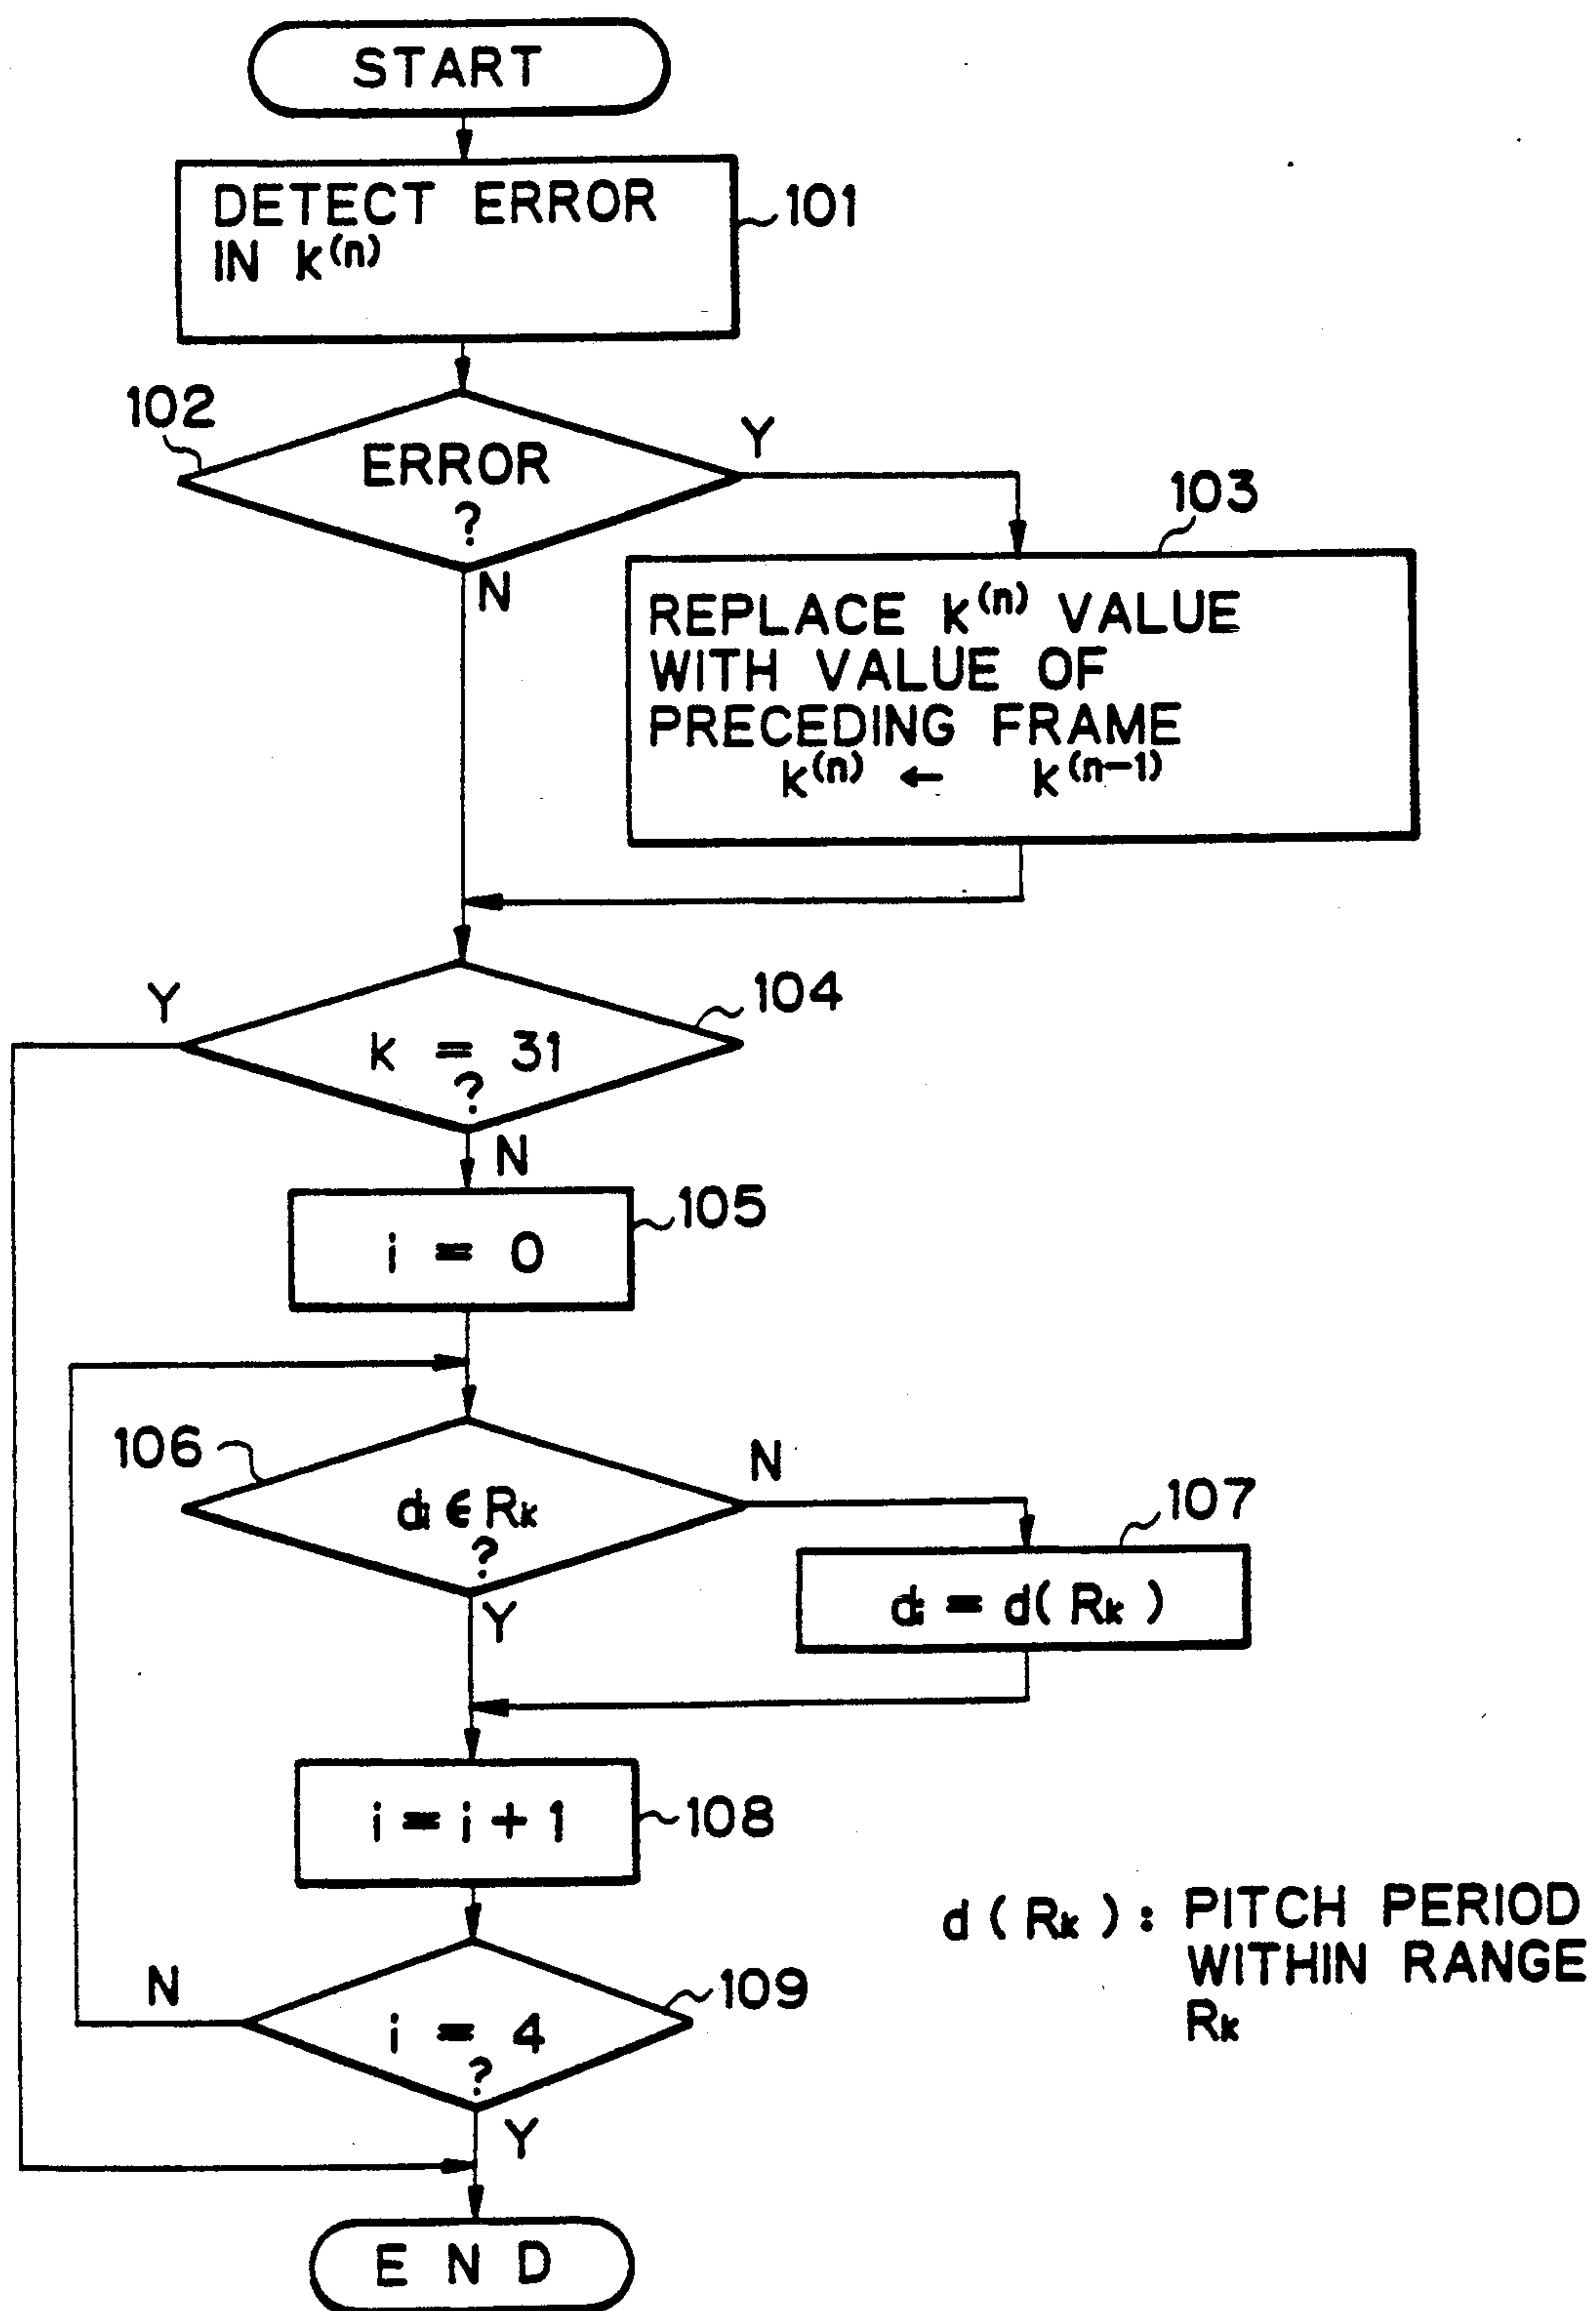 START
DETECT ERROR
IN k⁽ⁿ⁾
101
102
ERROR
?
Y
N
103
REPLACE k⁽ⁿ⁾ VALUE
WITH VALUE OF
PRECEDING FRAME
k⁽ⁿ⁾ ← k⁽ⁿ⁻¹⁾
Y
104
k = 31
?
N
105
i = 0
106
N
dᵢ ∈ Rₖ
?
107
dᵢ = d( Rₖ )
Y
i = i + 1
108
d ( Rₖ ) : PITCH PERIOD
WITHIN RANGE
Rₖ
N
109
i = 4
?
Y
END